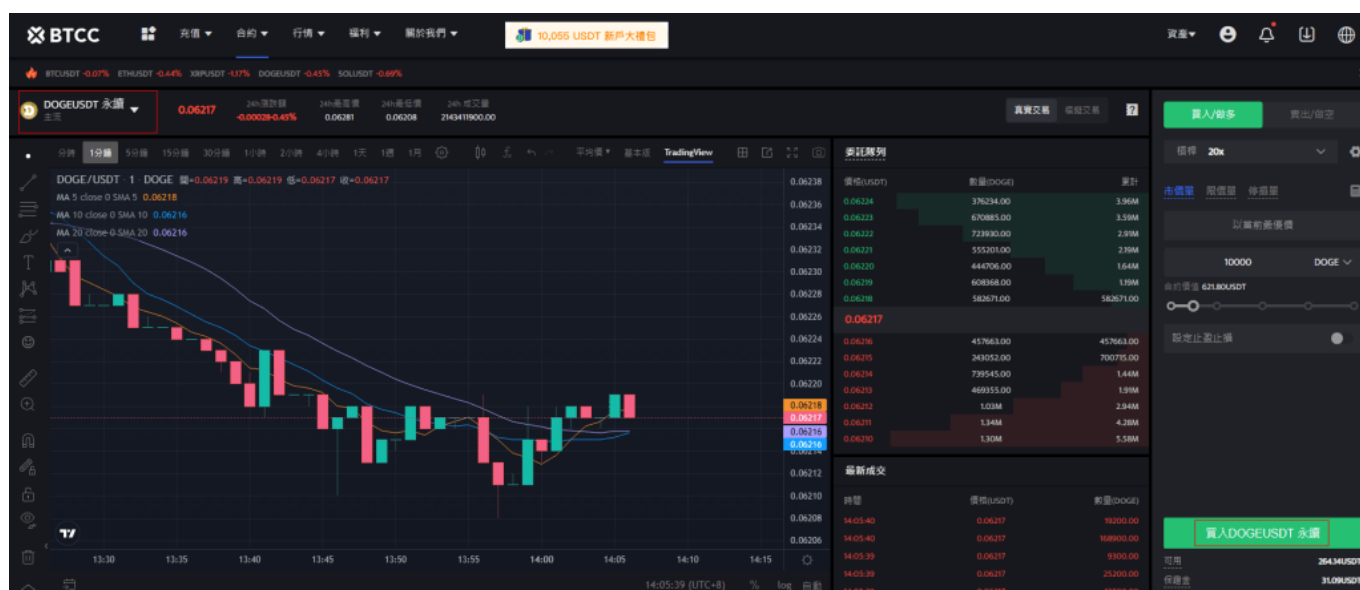 BTCC 充值 合約 行情 福利 關於我們 10,055 USDT 新戶大禮包 資產
BTCUSDT -0.07% ETHUSDT -0.44% XRPUSDT -1.17% DOGEUSDT -0.45% SOLUSDT -0.69%
DOGEUSDT 永續
主流
0.06217
24h漲跌額 24h最高價 24h最低價 24h 成交量
-0.00028-0.45% 0.06281 0.06208 2143411900.00
真實交易 模擬交易 ?
分時 1分鐘 5分鐘 15分鐘 30分鐘 1小時 2小時 4小時 1天 1週 1月 平均價 基本版 TradingView
DOGE/USDT · 1 · DOGE 開=0.06219 高=0.06219 低=0.06217 收=0.06217
MA 5 close 0 SMA 5 0.06218
MA 10 close 0 SMA 10 0.06216
MA 20 close 0 SMA 20 0.06216
0.06238
0.06236
0.06234
0.06232
0.06230
0.06228
0.06226
0.06224
0.06222
0.06220
0.06218
0.06217
0.06216
0.06216
0.06214
0.06212
0.06210
0.06208
0.06206
13:30 13:35 13:40 13:45 13:50 13:55 14:00 14:05 14:10 14:15
14:05:39 (UTC+8) % log 自動
委託隊列
價格(USDT) 數量(DOGE) 累計
0.06224 376234.00 3.96M
0.06223 670885.00 3.59M
0.06222 723930.00 2.91M
0.06221 555201.00 2.19M
0.06220 444706.00 1.64M
0.06219 608368.00 1.19M
0.06218 582671.00 582671.00
0.06217
0.06216 457663.00 457663.00
0.06215 243052.00 700715.00
0.06214 739545.00 1.44M
0.06213 469355.00 1.91M
0.06212 1.03M 2.94M
0.06211 1.34M 4.28M
0.06210 1.30M 5.58M
最新成交
時間 價格(USDT) 數量(DOGE)
14:05:40 0.06217 19200.00
14:05:40 0.06217 168900.00
14:05:39 0.06217 9300.00
14:05:39 0.06217 25200.00
買入/做多 賣出/做空
槓桿 20x
市價單 限價單 停損單
以當前最優價
10000 DOGE
合約價值 621.80USDT
設定止盈止損
買入DOGEUSDT 永續
可用 264.14USDT
保證金 31.09USDT